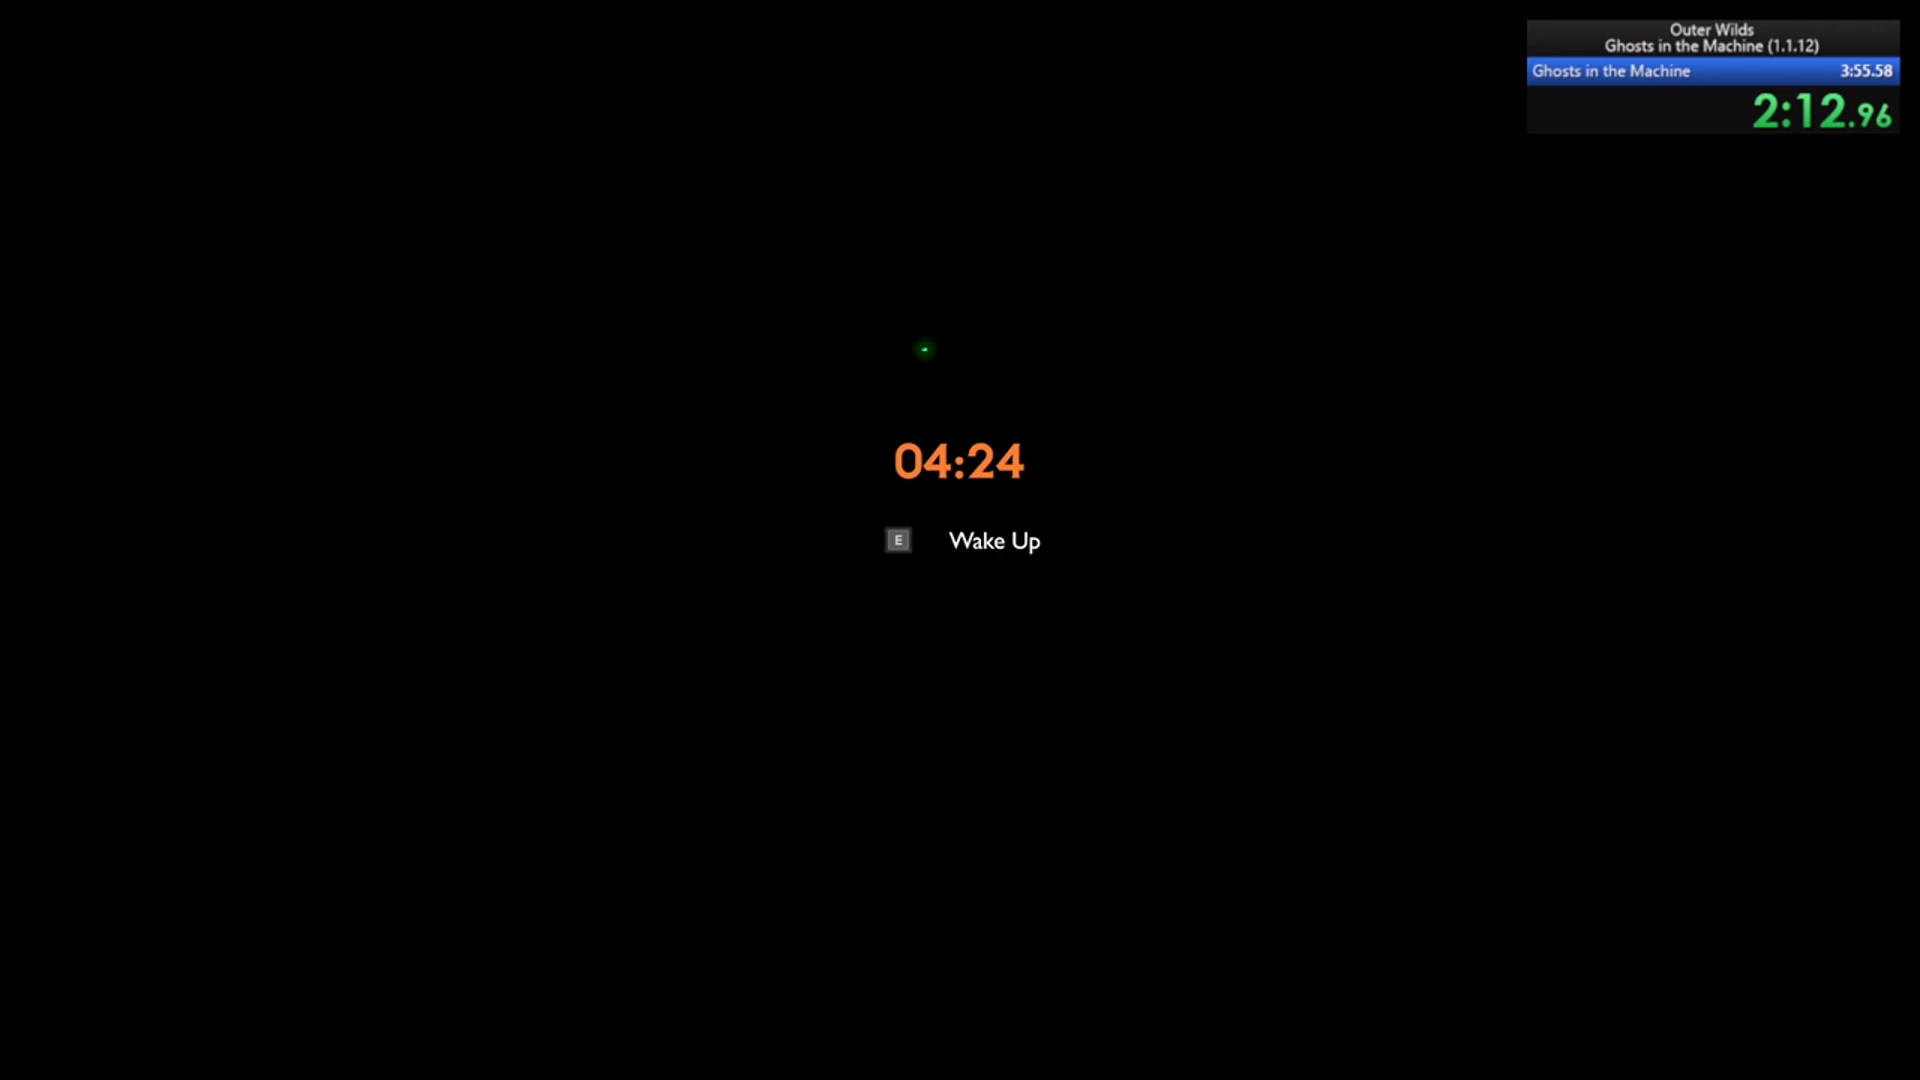 Outer Wilds
Ghosts in the Machine (1.1.12)
Ghosts in the Machine 3:55.58
2:12.96
04:24
E Wake Up